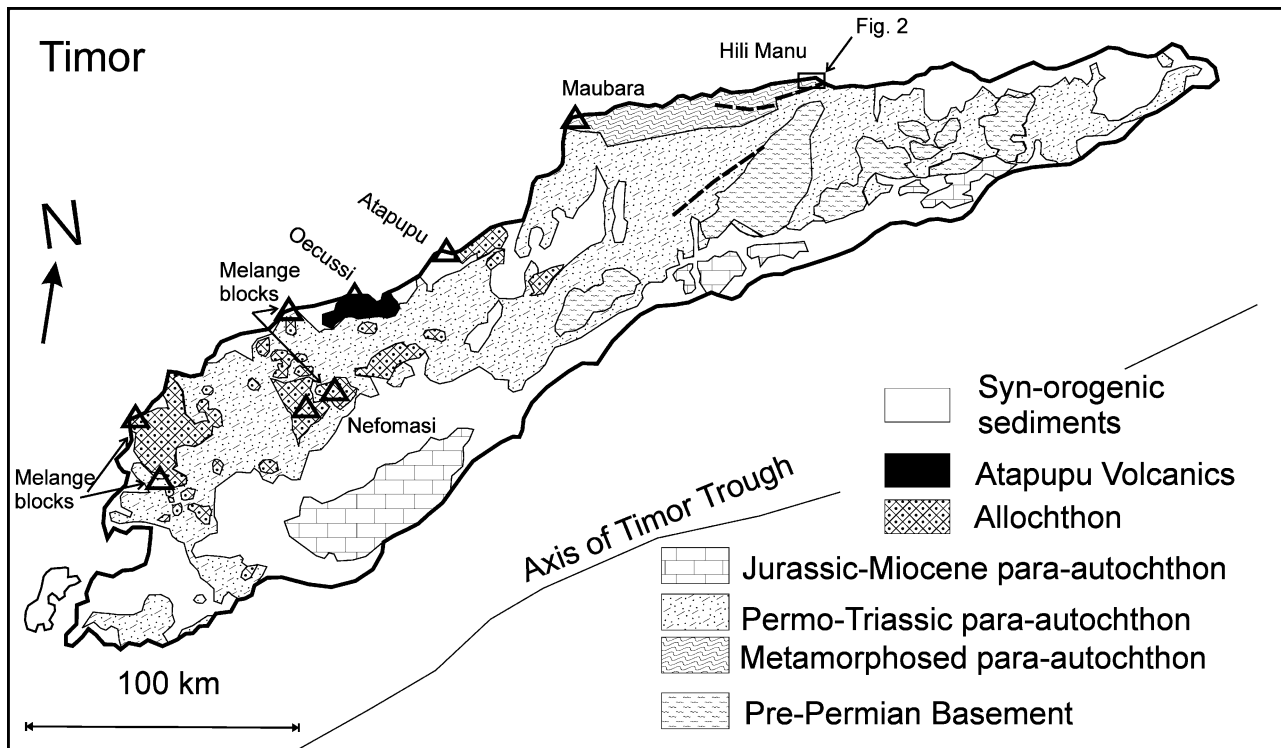 Timor
Fig. 2
Hili Manu
Maubara
N
Atapupu
Oecussi
Melange
blocks
Nefomasi
Melange
blocks
Axis of Timor Trough
100 km
Syn-orogenic
sediments
Atapupu Volcanics
Allochthon
Jurassic-Miocene para-autochthon
Permo-Triassic para-autochthon
Metamorphosed para-autochthon
Pre-Permian Basement